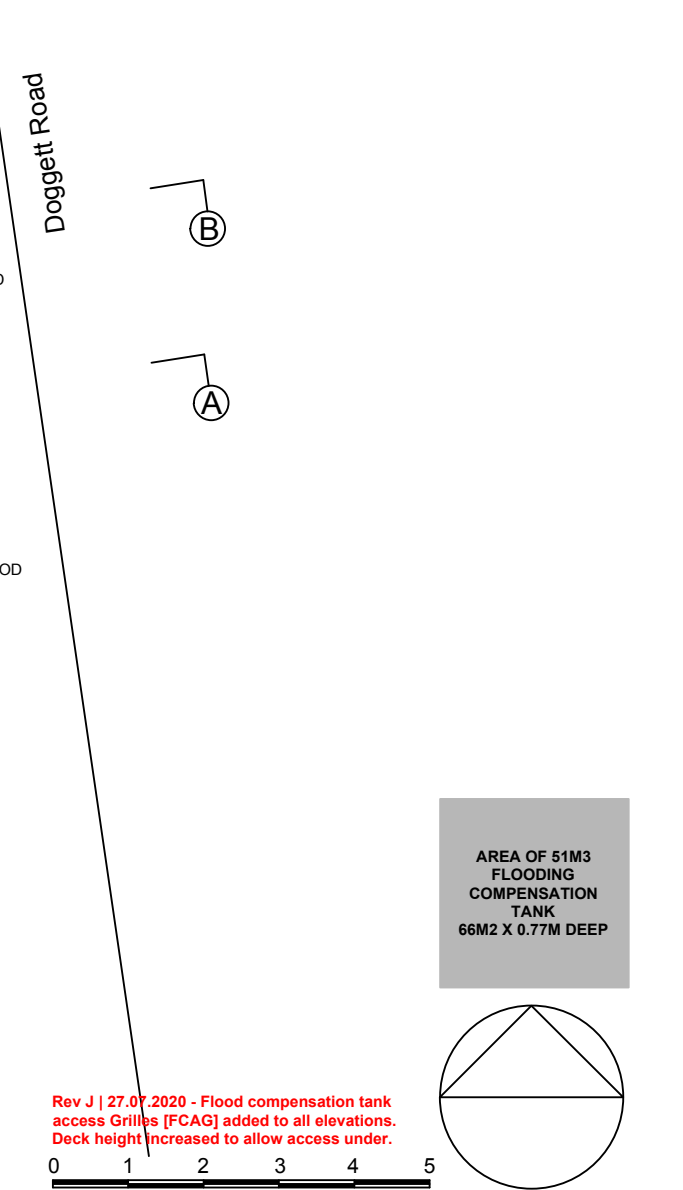 Doggett Road
B
A
OD
AREA OF 51M3
FLOODING
COMPENSATION
TANK
66M2 X 0.77M DEEP
Rev J | 27.07.2020 - Flood compensation tank
access Grilles [FCAG] added to all elevations.
Deck height increased to allow access under.
0 1 2 3 4 5